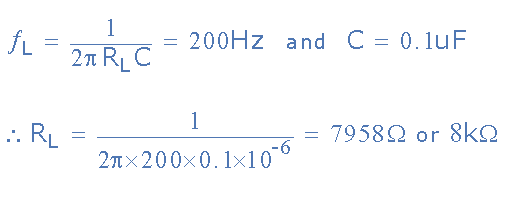 f_L = 1 / (2π R_L C) = 200Hz and C = 0.1uF
∴ R_L = 1 / (2π×200×0.1×10^-6) = 7958Ω or 8kΩ